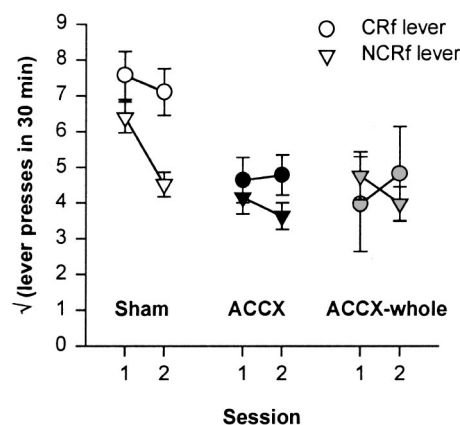 CRf lever
NCRf lever
√ (lever presses in 30 min)
9
8
7
6
5
4
3
2
1
0
Sham ACCX ACCX-whole
1 2 1 2 1 2
Session